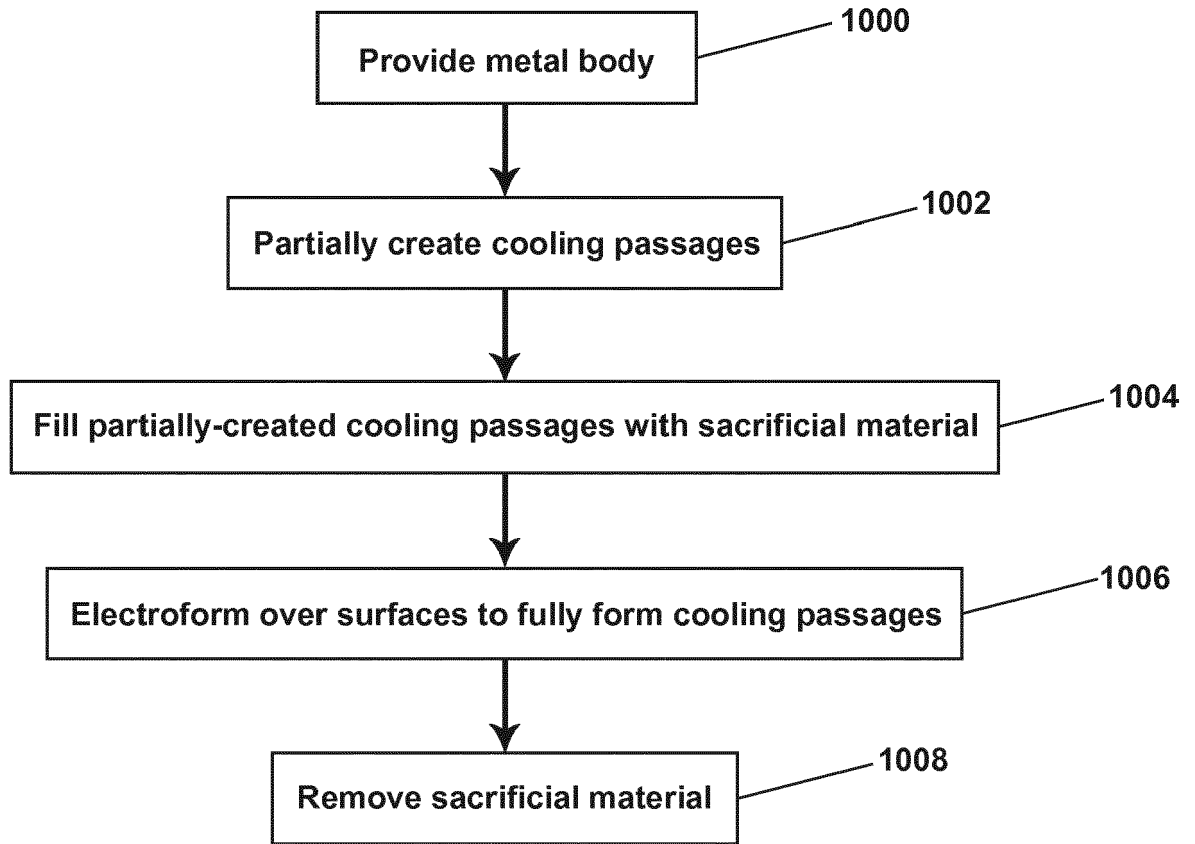 1000
Provide metal body
1002
Partially create cooling passages
1004
Fill partially-created cooling passages with sacrificial material
1006
Electroform over surfaces to fully form cooling passages
1008
Remove sacrificial material